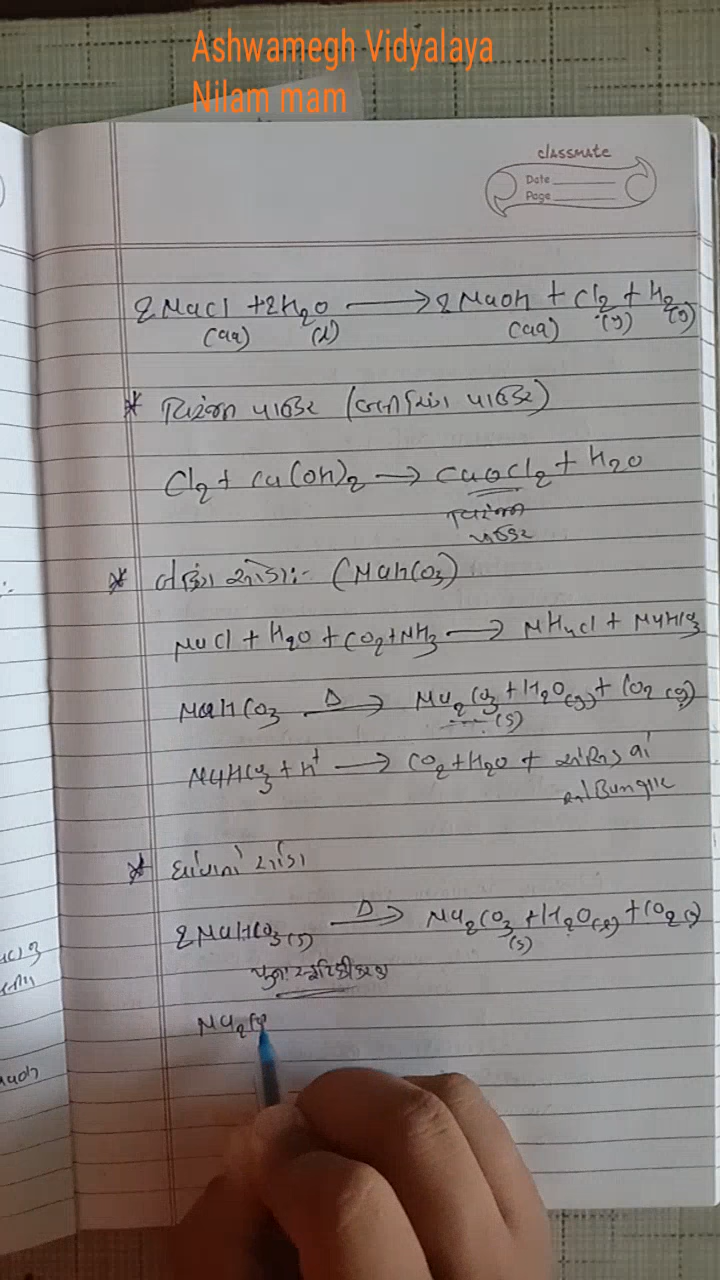 Ashwamegh Vidyalaya
Nilam mam
classmate
Date
Page
2NaCl + 2H2O ⟶ 2NaOH + Cl2 + H2
(aq) (l) (aq) (g) (g)
* વિરંજન પાઉડર (બ્લીચિંગ પાઉડર)
Cl2 + Ca(OH)2 → CaOCl2 + H2O
વિરંજન
પાઉડર
* બેકિંગ સોડા:- (NaHCO3)
NaCl + H2O + CO2 + NH3 → NH4Cl + NaHCO3
NaHCO3 Δ→ Na2CO3 + H2O(g) + CO2(g)
(s)
NaHCO3 + H+ → CO2 + H2O +
* ધોવાનો સોડા
2NaHCO3(s) Δ→ Na2CO3 + H2O(g) + CO2(g)
(s)
Na2CO